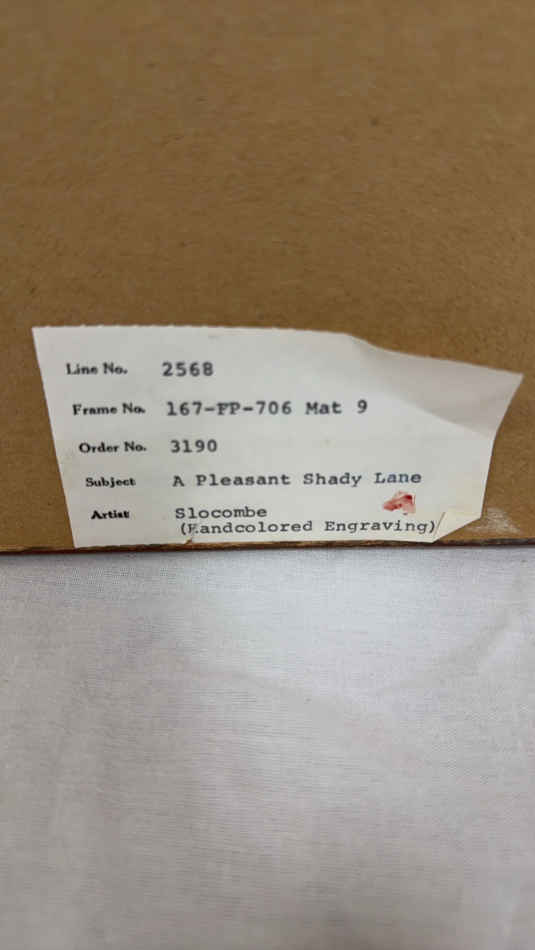 Line No. 2568
Frame No. 167-FP-706 Mat 9
Order No. 3190
Subject A Pleasant Shady Lane
Artist Slocombe
(Handcolored Engraving)